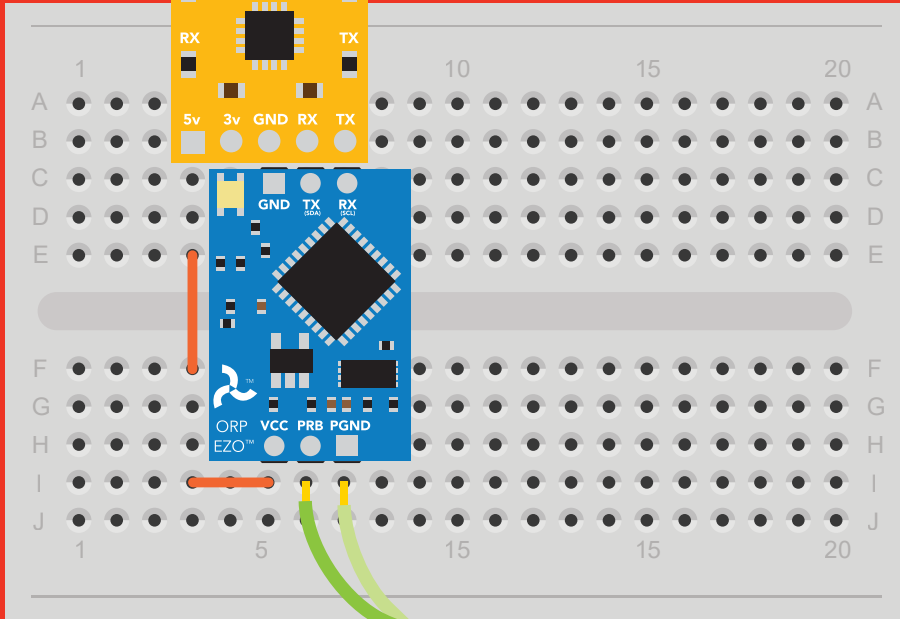 RX TX
1 10 15 20
A A
5v 3v GND RX TX
B B
C C
GND TX RX
(SDA) (SCL)
D D
E E
F F
TM
G G
ORP VCC PRB PGND
H EZO™ H
I I
J J
1 5 15 15 20